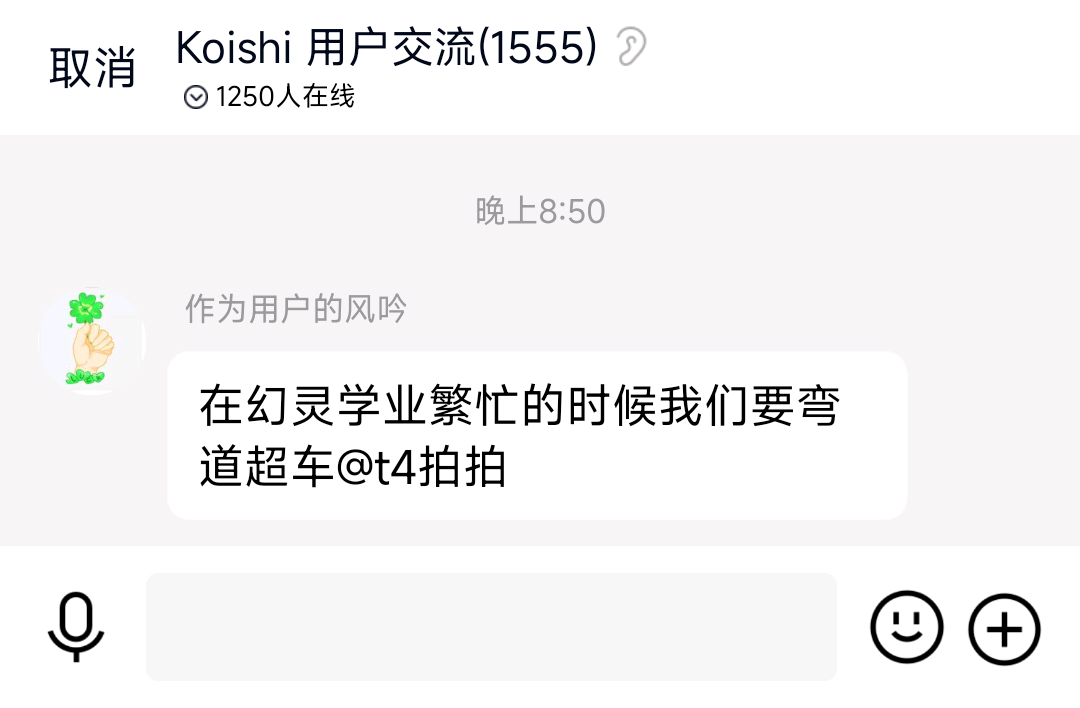 取消
Koishi 用户交流(1555)
1250人在线
晚上8:50
作为用户的风吟
在幻灵学业繁忙的时候我们要弯
道超车@t4拍拍